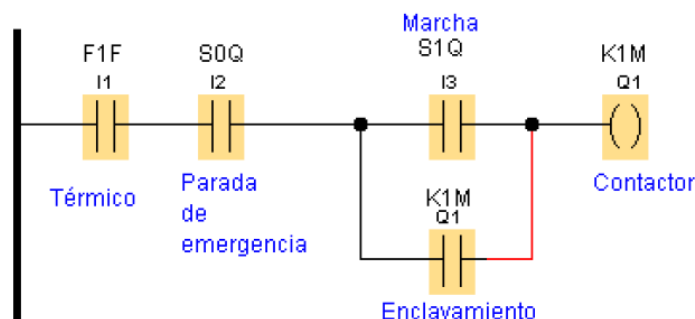 Marcha
F1F
S0Q
S1Q
K1M
I1
I2
I3
Q1
Térmico
Parada
de
emergencia
K1M
Q1
Contactor
Enclavamiento